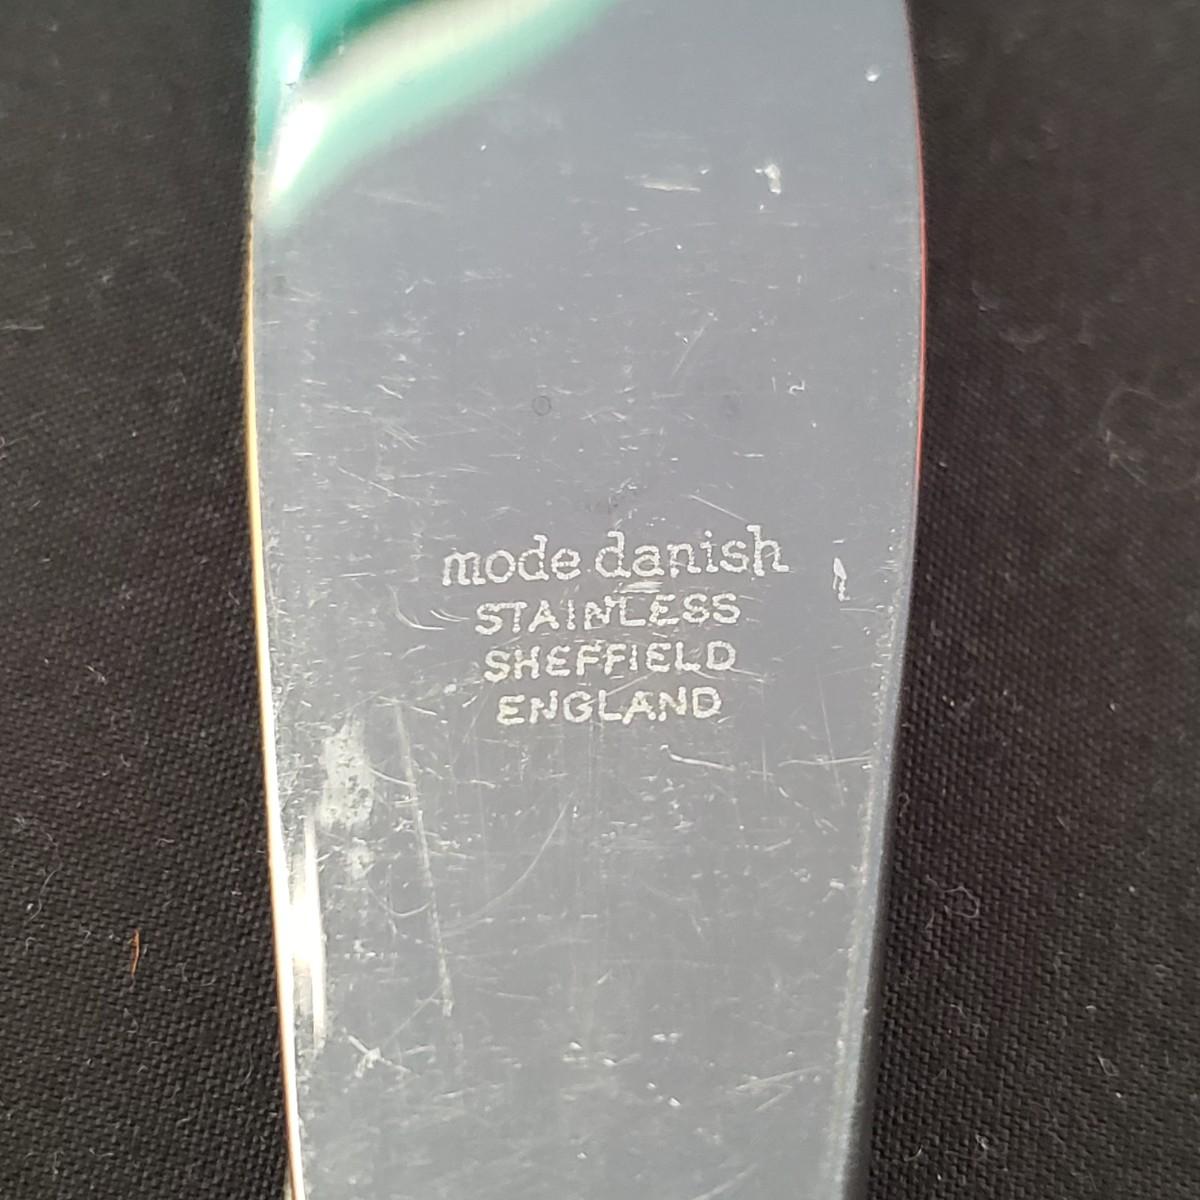 mode danish
STAINLESS
SHEFFIELD
ENGLAND